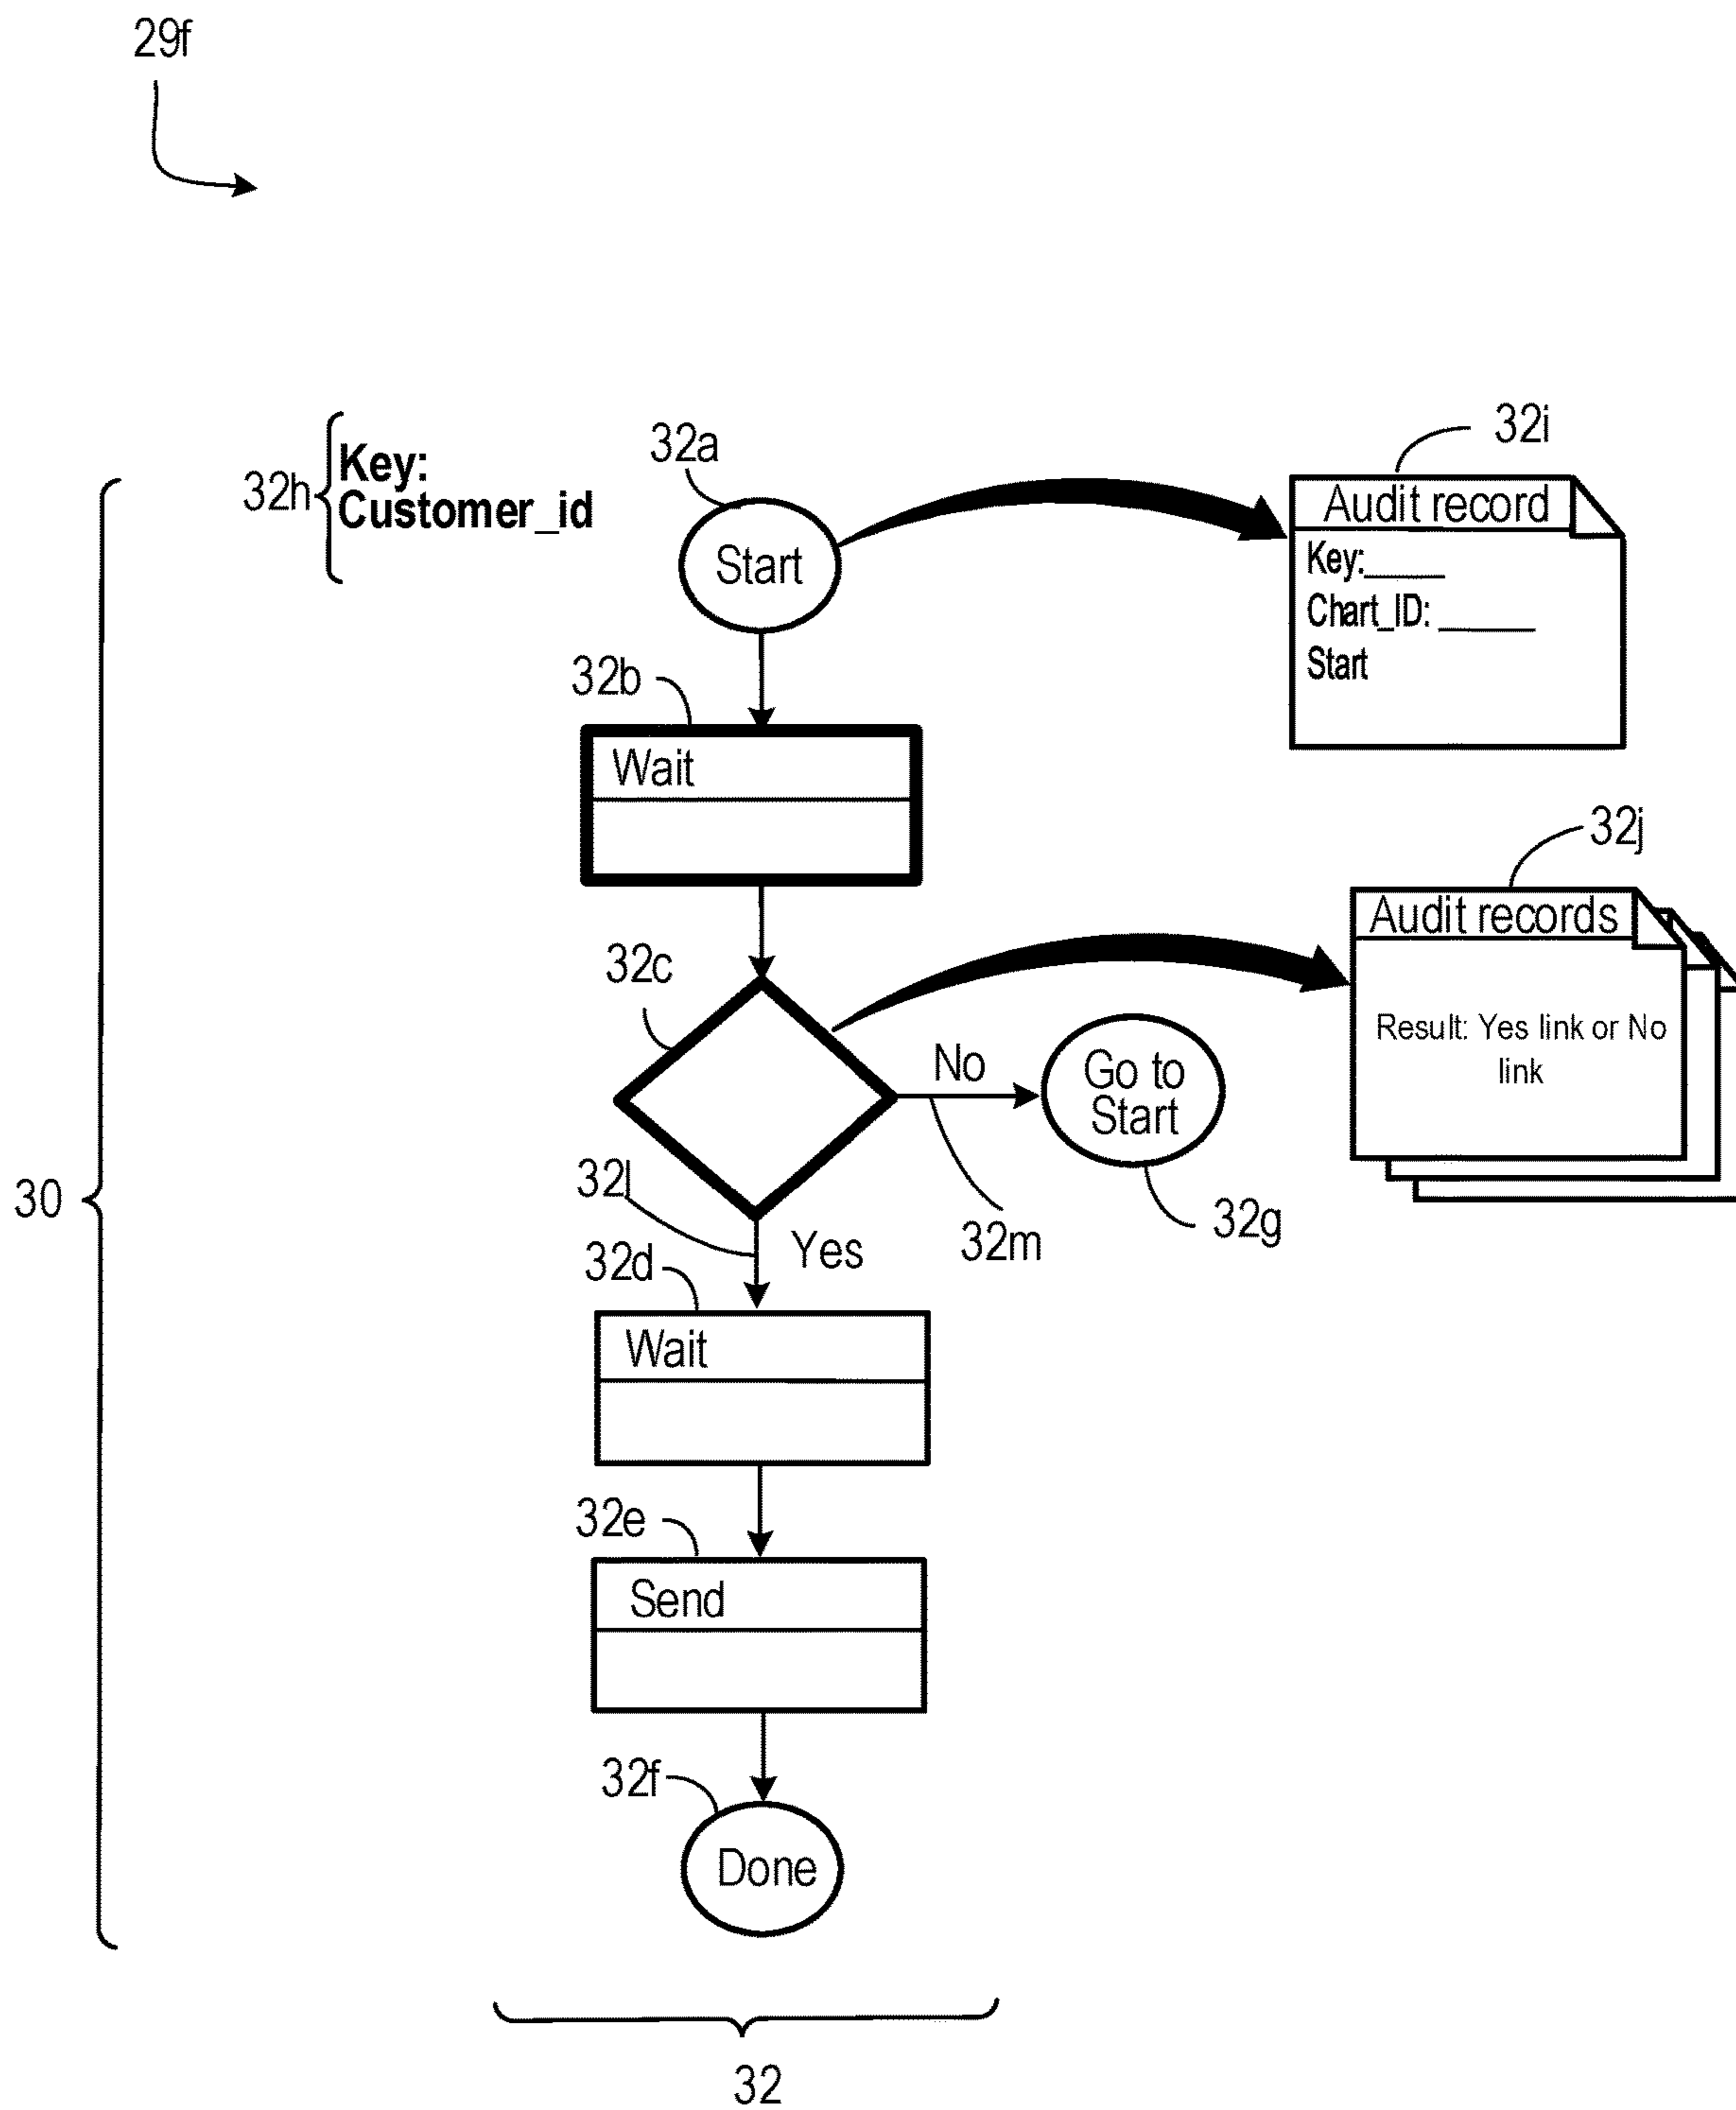 29f
32h
Key:
Customer_id
32a
Start
32i
Audit record
Key:_____
Chart_ID: ______
Start
32b
Wait
32j
Audit records
Result: Yes link or No
link
32c
No
Go to
Start
32l
Yes
32m
32g
30
32d
Wait
32e
Send
32f
Done
32